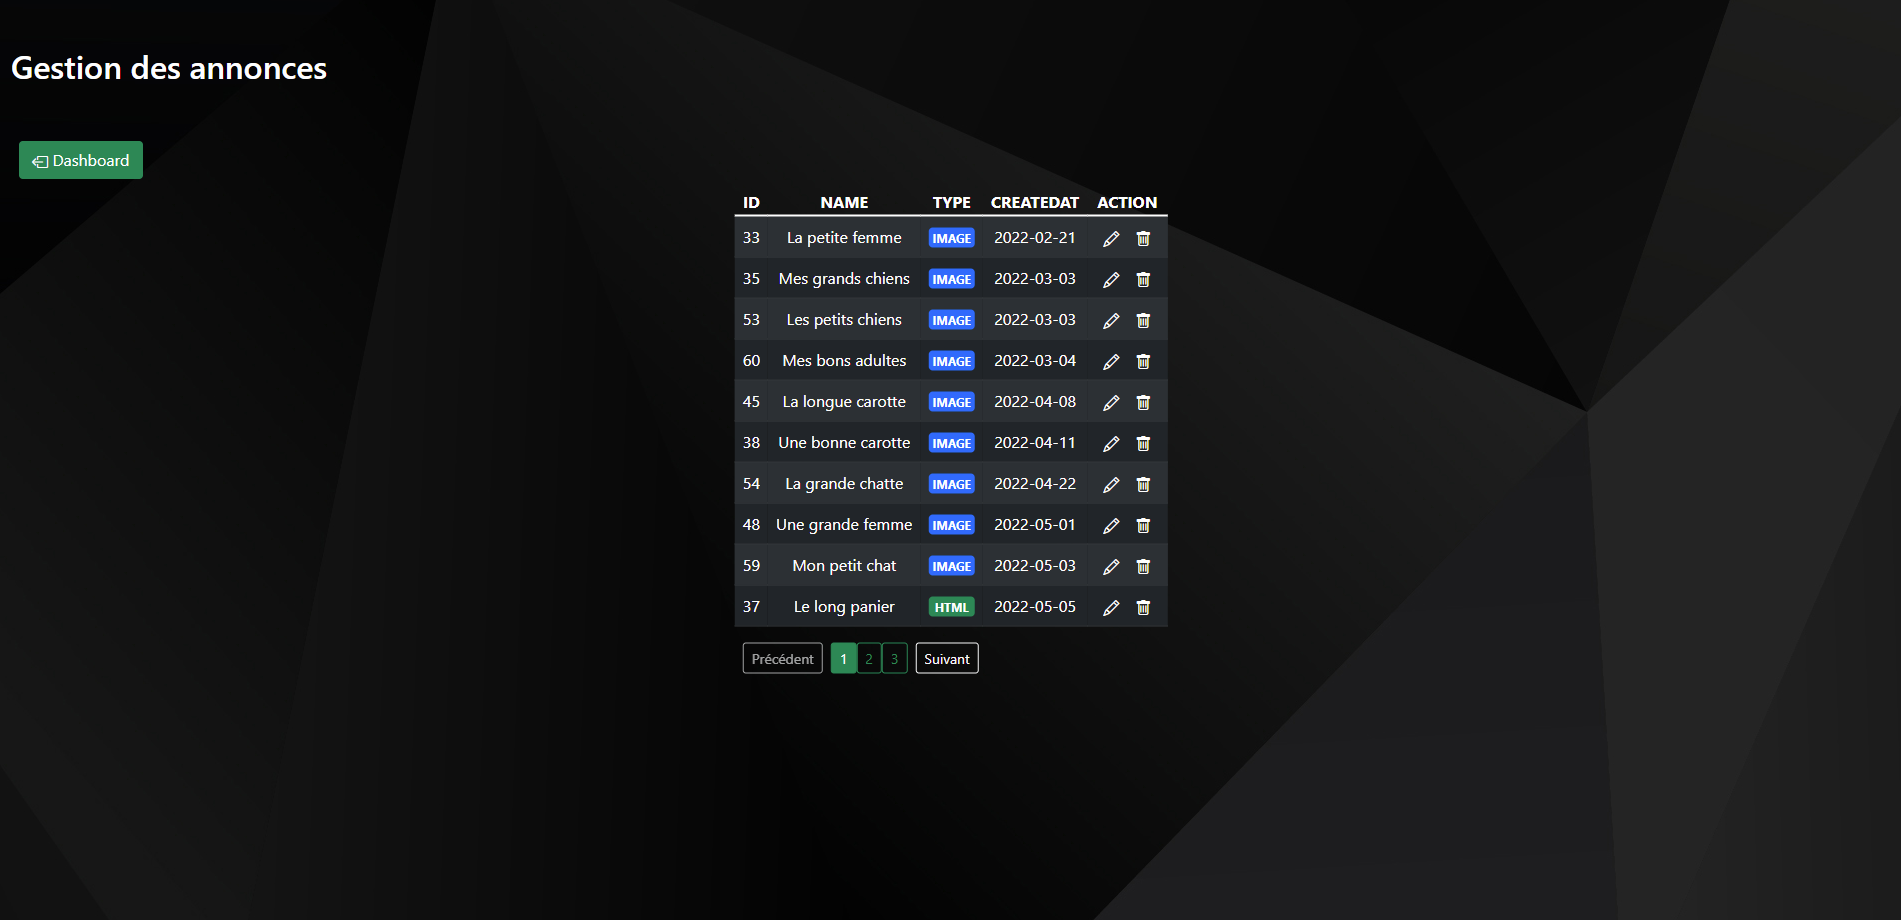 Gestion des annonces
Dashboard
ID NAME TYPE CREATEDAT ACTION
33 La petite femme IMAGE 2022-02-21
35 Mes grands chiens IMAGE 2022-03-03
53 Les petits chiens IMAGE 2022-03-03
60 Mes bons adultes IMAGE 2022-03-04
45 La longue carotte IMAGE 2022-04-08
38 Une bonne carotte IMAGE 2022-04-11
54 La grande chatte IMAGE 2022-04-22
48 Une grande femme IMAGE 2022-05-01
59 Mon petit chat IMAGE 2022-05-03
37 Le long panier HTML 2022-05-05
Précédent 1 2 3 Suivant